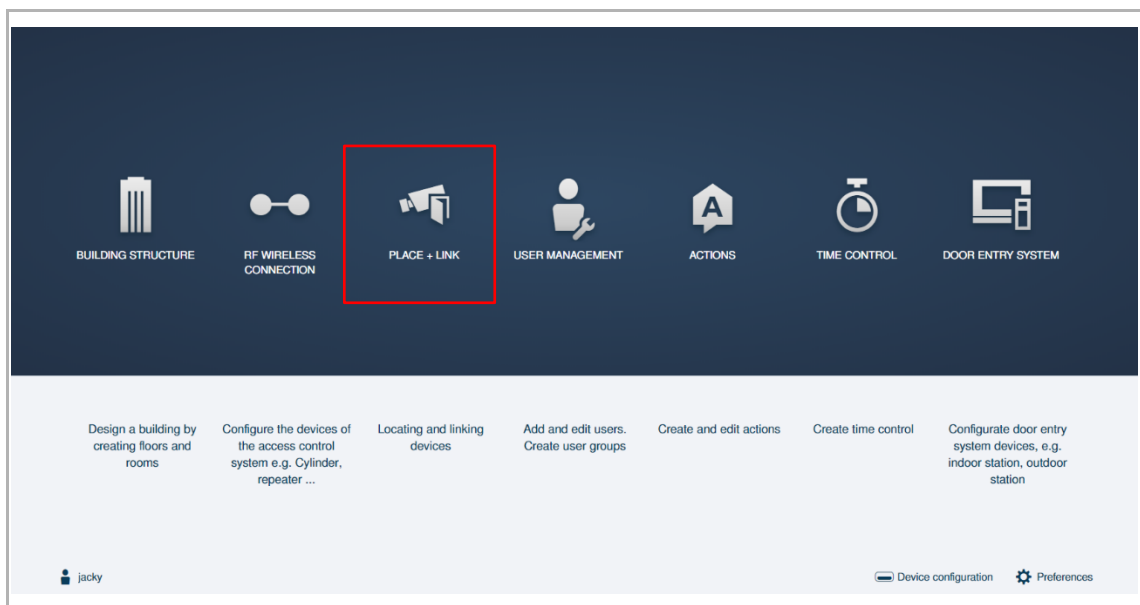 A
BUILDING STRUCTURE
RF WIRELESS
CONNECTION
PLACE + LINK
USER MANAGEMENT
ACTIONS
TIME CONTROL
DOOR ENTRY SYSTEM
Design a building by
creating floors and
rooms
Configure the devices of
the access control
system e.g. Cylinder,
repeater ...
Locating and linking
devices
Add and edit users.
Create user groups
Create and edit actions
Create time control
Configurate door entry
system devices, e.g.
indoor station, outdoor
station
jacky
Device configuration
Preferences